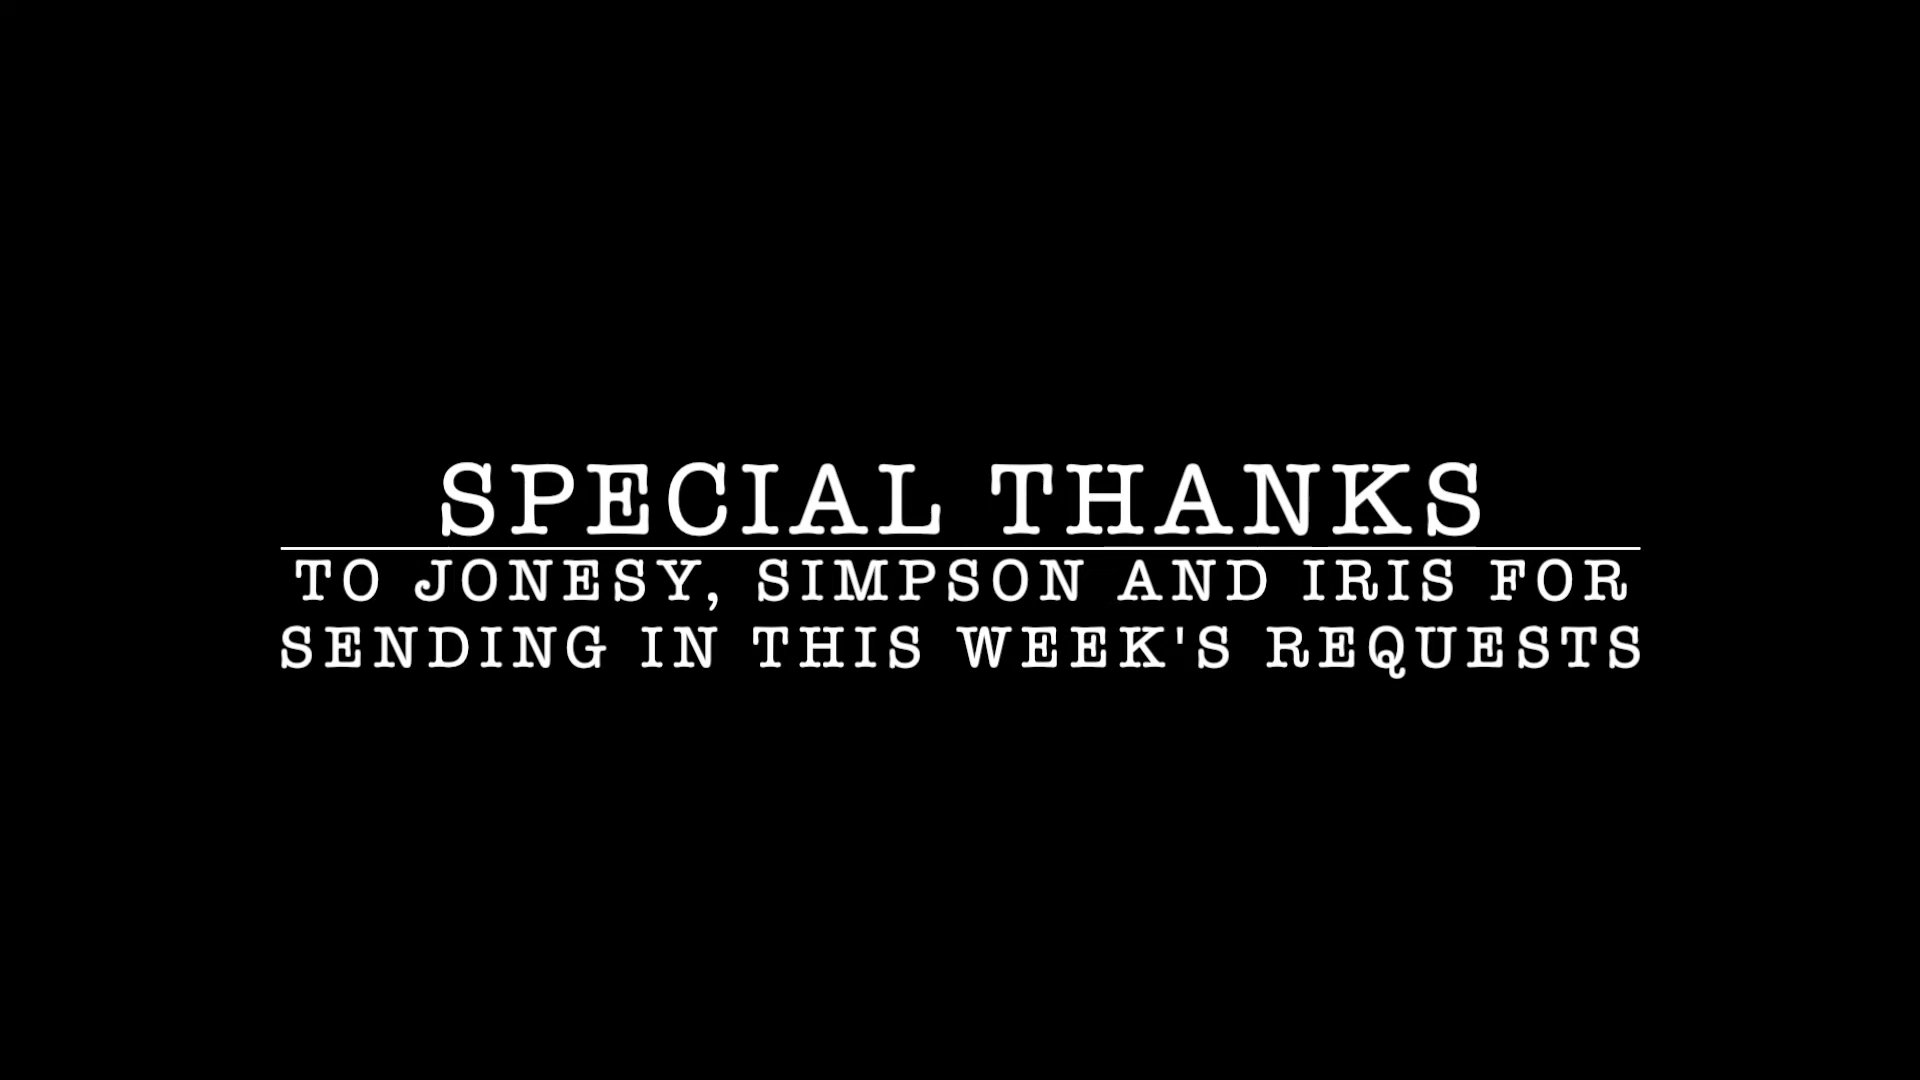 SPECIAL THANKS
TO JONESY, SIMPSON AND IRIS FOR
SENDING IN THIS WEEK'S REQUESTS